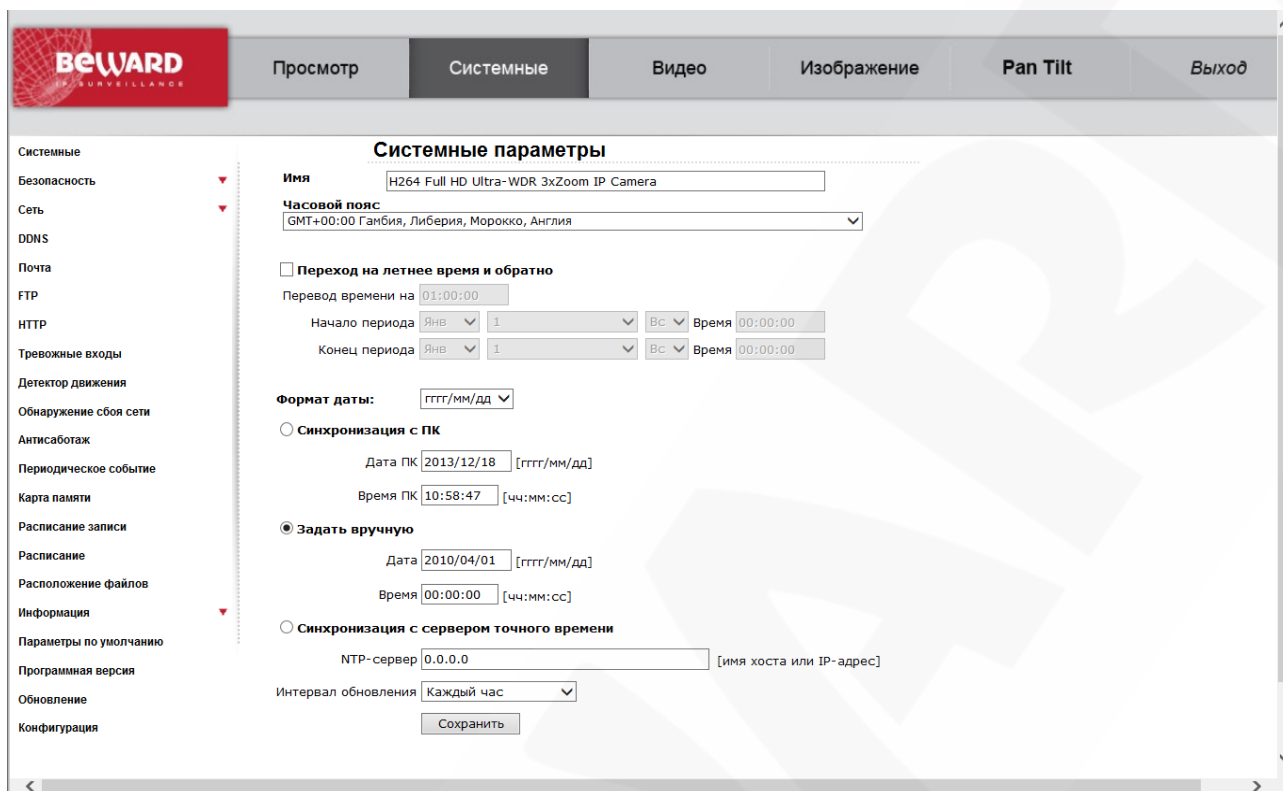 BEWARD
IP SURVEILLANCE
Просмотр
Системные
Видео
Изображение
Pan Tilt
Выход
Системные
Безопасность
Сеть
DDNS
Почта
FTP
HTTP
Тревожные входы
Детектор движения
Обнаружение сбоя сети
Антисаботаж
Периодическое событие
Карта памяти
Расписание записи
Расписание
Расположение файлов
Информация
Параметры по умолчанию
Программная версия
Обновление
Конфигурация
Системные параметры
Имя H264 Full HD Ultra-WDR 3xZoom IP Camera
Часовой пояс
GMT+00:00 Гамбия, Либерия, Морокко, Англия
Переход на летнее время и обратно
Перевод времени на 01:00:00
Начало периода Янв 1 Вс Время 00:00:00
Конец периода Янв 1 Вс Время 00:00:00
Формат даты: гггг/мм/дд
Синхронизация с ПК
Дата ПК 2013/12/18 [гггг/мм/дд]
Время ПК 10:58:47 [чч:мм:сс]
Задать вручную
Дата 2010/04/01 [гггг/мм/дд]
Время 00:00:00 [чч:мм:сс]
Синхронизация с сервером точного времени
NTP-сервер 0.0.0.0 [имя хоста или IP-адрес]
Интервал обновления Каждый час
Сохранить